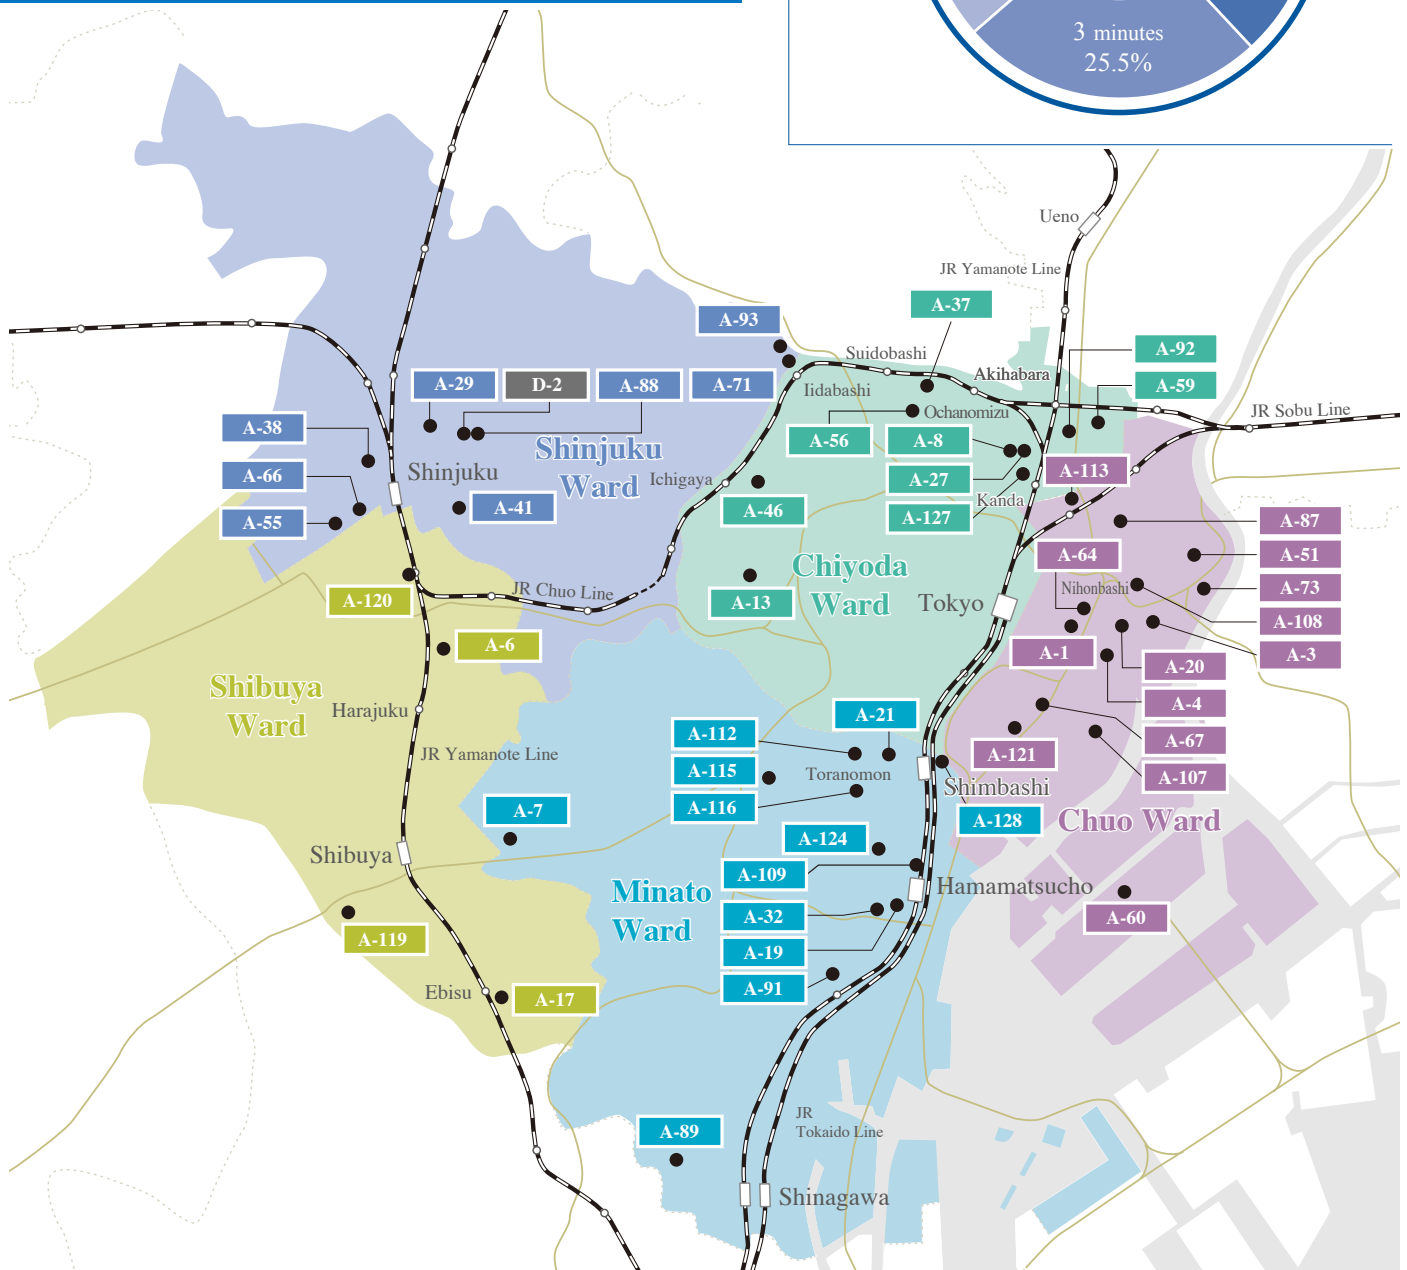 3 minutes
25.5%
Ueno
JR Yamanote Line
A-37
A-93
Suidobashi
A-92
Akihabara
A-59
A-29
D-2
A-88
A-71
Iidabashi
Ochanomizu
JR Sobu Line
A-38
A-56
A-8
Shinjuku
Ward
Shinjuku
A-66
Ichigaya
A-27
A-113
Kanda
A-55
A-41
A-46
A-127
A-87
A-64
A-51
Chiyoda
Ward
JR Chuo Line
Nihonbashi
A-73
A-120
A-13
Tokyo
A-108
A-6
A-1
A-3
A-20
Shibuya
Ward
Harajuku
A-4
A-21
A-112
A-67
JR Yamanote Line
A-121
A-115
Toranomon
A-107
Shimbashi
A-116
A-7
A-128
Chuo Ward
A-124
Shibuya
A-109
Minato
Ward
Hamamatsucho
A-32
A-60
A-119
A-19
A-91
Ebisu
A-17
JR
Tokaido Line
A-89
Shinagawa